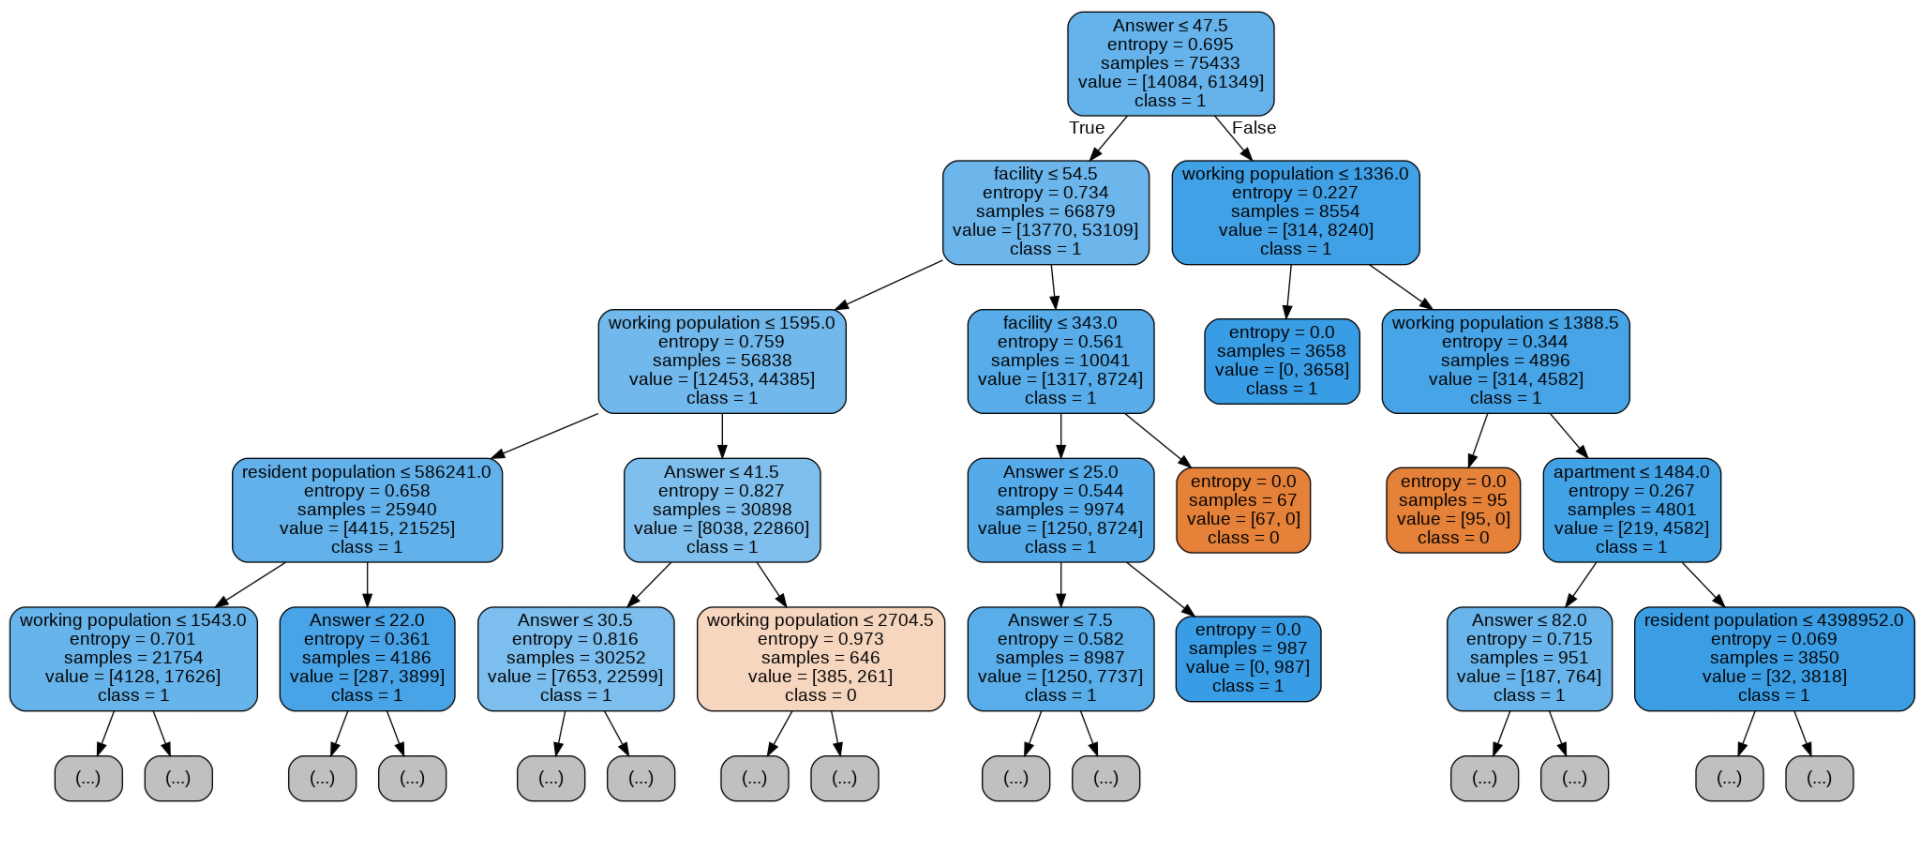 Answer ≤ 47.5
entropy = 0.695
samples = 75433
value = [14084, 61349]
class = 1
True
False
facility ≤ 54.5
entropy = 0.734
samples = 66879
value = [13770, 53109]
class = 1
working population ≤ 1336.0
entropy = 0.227
samples = 8554
value = [314, 8240]
class = 1
working population ≤ 1595.0
entropy = 0.759
samples = 56838
value = [12453, 44385]
class = 1
facility ≤ 343.0
entropy = 0.561
samples = 10041
value = [1317, 8724]
class = 1
entropy = 0.0
samples = 3658
value = [0, 3658]
class = 1
working population ≤ 1388.5
entropy = 0.344
samples = 4896
value = [314, 4582]
class = 1
resident population ≤ 586241.0
entropy = 0.658
samples = 25940
value = [4415, 21525]
class = 1
Answer ≤ 41.5
entropy = 0.827
samples = 30898
value = [8038, 22860]
class = 1
Answer ≤ 25.0
entropy = 0.491
samples = 9974
value = [1250, 8724]
class = 1
entropy = 0.0
samples = 67
value = [67, 0]
class = 0
entropy = 0.0
samples = 95
value = [95, 0]
class = 0
apartment ≤ 1484.0
entropy = 0.267
samples = 4801
value = [219, 4582]
class = 1
working population ≤ 1543.0
entropy = 0.701
samples = 21754
value = [4128, 17626]
class = 1
Answer ≤ 22.0
entropy = 0.361
samples = 4186
value = [287, 3899]
class = 1
Answer ≤ 30.5
entropy = 0.816
samples = 30252
value = [7653, 22599]
class = 1
working population ≤ 2704.5
entropy = 0.973
samples = 646
value = [385, 261]
class = 0
Answer ≤ 7.5
entropy = 0.582
samples = 8987
value = [1250, 7737]
class = 1
entropy = 0.0
samples = 987
value = [0, 987]
class = 1
Answer ≤ 82.0
entropy = 0.715
samples = 951
value = [187, 764]
class = 1
resident population ≤ 4398952.0
entropy = 0.069
samples = 3850
value = [32, 3818]
class = 1
(...)
(...)
(...)
(...)
(...)
(...)
(...)
(...)
(...)
(...)
(...)
(...)
(...)
(...)